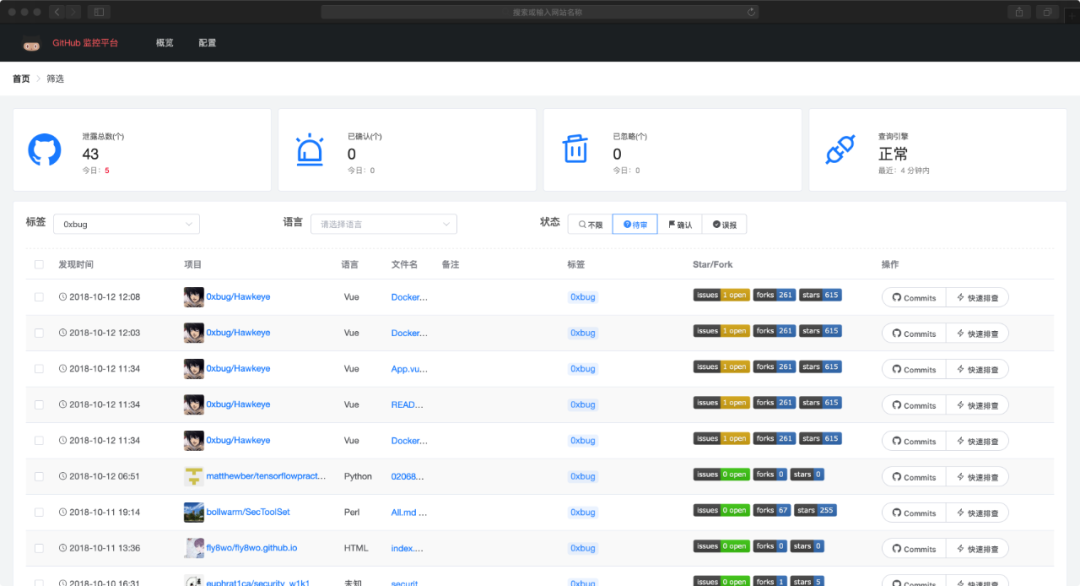 搜索或输入网站名称
GitHub 监控平台 概览 配置
首页 > 筛选
泄露总数(个) 已确认(个) 已忽略(个) 查询引擎
43 0 0 正常
今日: 5 今日: 0 今日: 0 最近: 4 分钟内
标签 0xbug 语言 请选择语言 状态 不限 待审 确认 误报
发现时间 项目 语言 文件名 备注 标签 Star/Fork 操作
2018-10-12 12:08 0xbug/Hawkeye Vue Docker... 0xbug issues 1 open forks 261 stars 615 Commits 快速排查
2018-10-12 12:03 0xbug/Hawkeye Vue Docker... 0xbug issues 1 open forks 261 stars 615 Commits 快速排查
2018-10-12 11:34 0xbug/Hawkeye Vue App.vu... 0xbug issues 1 open forks 261 stars 615 Commits 快速排查
2018-10-12 11:34 0xbug/Hawkeye Vue READ... 0xbug issues 1 open forks 261 stars 615 Commits 快速排查
2018-10-12 11:34 0xbug/Hawkeye Vue Docker... 0xbug issues 1 open forks 261 stars 615 Commits 快速排查
2018-10-12 06:51 matthewber/tensorflowpract... Python 02068... 0xbug issues 0 open forks 0 stars 0 Commits 快速排查
2018-10-11 19:14 bollwarm/SecToolSet Perl All.md ... 0xbug issues 0 open forks 67 stars 255 Commits 快速排查
2018-10-11 13:36 fly8wo/fly8wo.github.io HTML index.... 0xbug issues 0 open forks 0 stars 0 Commits 快速排查
2018-10-10 16:31 euphrat1ca/security_w1k1 未知 securit... 0xbug issues 0 open forks 1 stars 5 Commits 快速排查